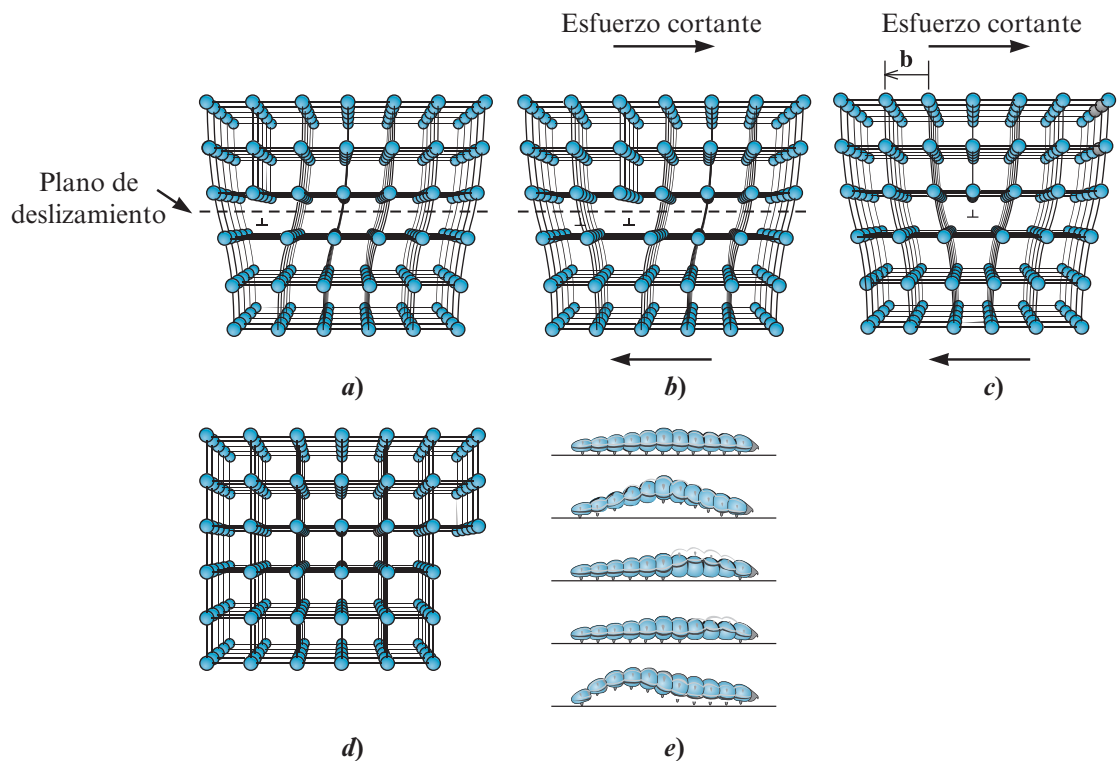 Esfuerzo cortante
Esfuerzo cortante
b
Plano de
deslizamiento
a)
b)
c)
d)
e)